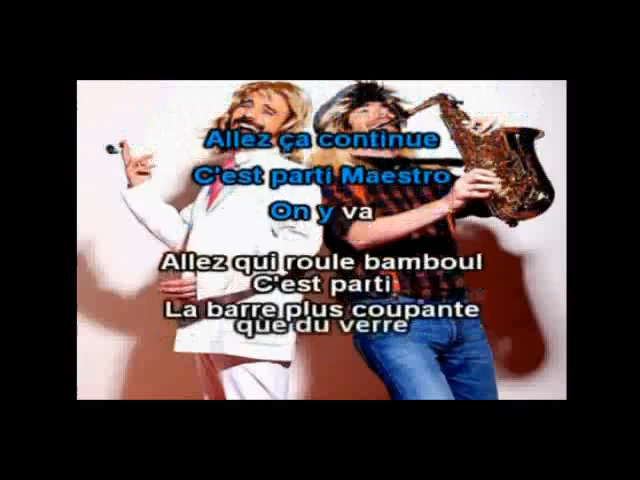 Allez ça continue
C'est parti Maestro
On y va
Allez qui roule bamboul
C'est parti
La barre plus coupante
que du verre